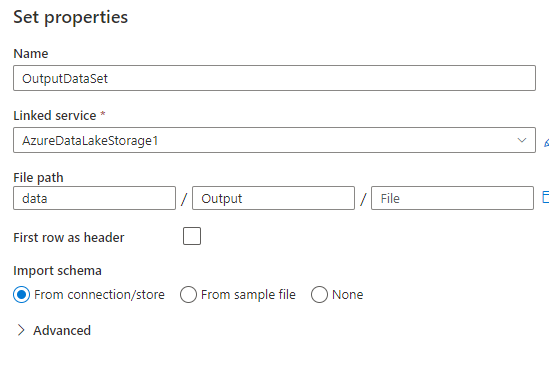 Set properties
Name
OutputDataSet
Linked service *
AzureDataLakeStorage1
File path
data / Output / File
First row as header
Import schema
From connection/store From sample file None
Advanced